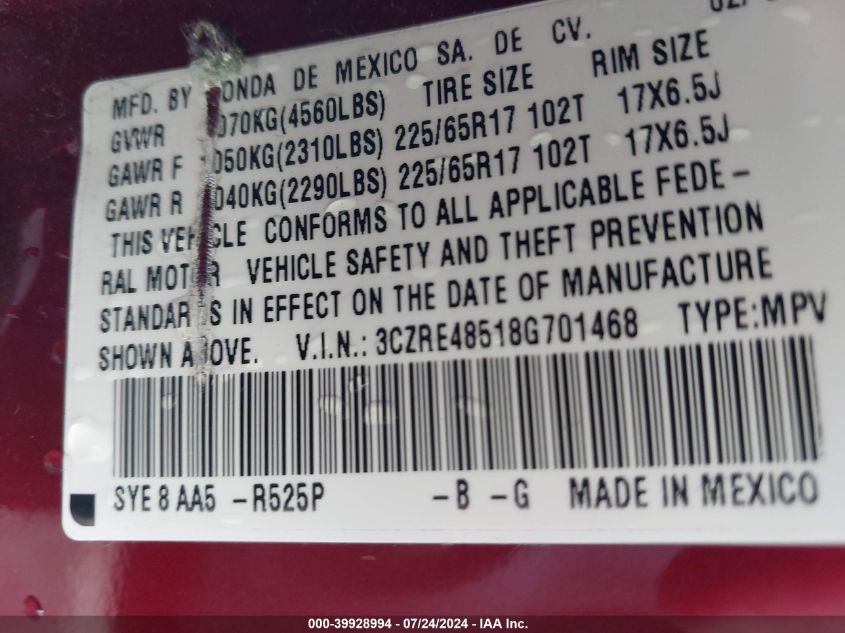 MFD. BY ONDA DE MEXICO SA. DE CV.
GVWR 070KG(4560LBS) TIRE SIZE RIM SIZE
GAWR F 050KG(2310LBS) 225/65R17 102T 17X6.5J
GAWR R 040KG(2290LBS) 225/65R17 102T 17X6.5J
THIS VEHICLE CONFORMS TO ALL APPLICABLE FEDE-
RAL MOTOR VEHICLE SAFETY AND THEFT PREVENTION
STANDARDS IN EFFECT ON THE DATE OF MANUFACTURE
SHOWN ABOVE. V.I.N.: 3CZRE48518G701468 TYPE:MPV
SYE 8 AA5 -R525P -B -G MADE IN MEXICO
000-39928994 / 07/24/2024 - IAA Inc.